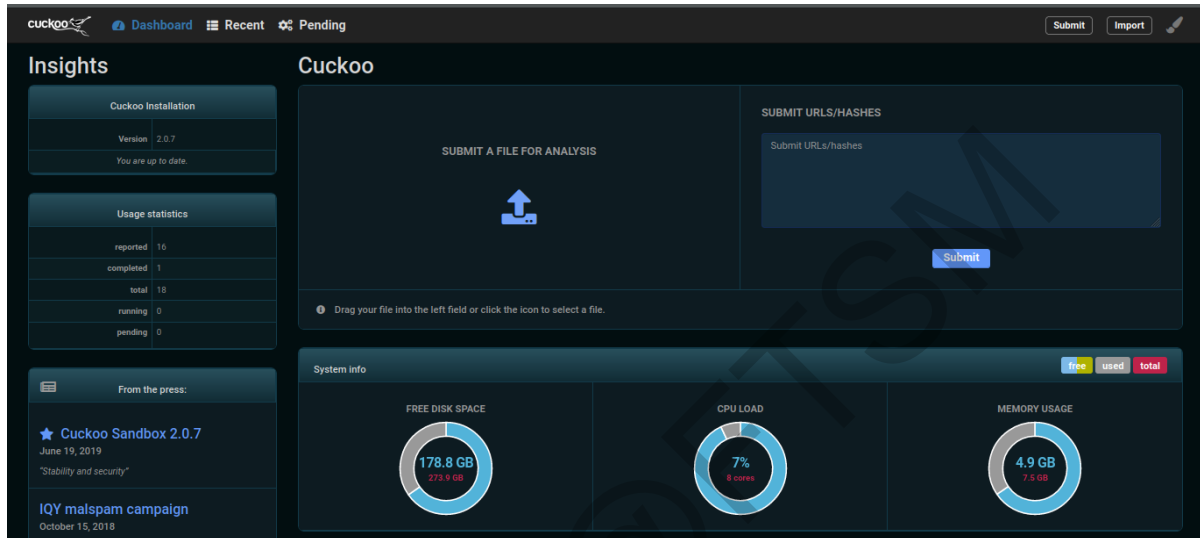 cuckoo Dashboard Recent Pending Submit Import
Insights
Cuckoo Installation
Version 2.0.7
You are up to date.
Usage statistics
reported 16
completed 1
total 18
running 0
pending 0
From the press:
Cuckoo Sandbox 2.0.7
June 19, 2019
"Stability and security"
IQY malspam campaign
October 15, 2018
Cuckoo
SUBMIT A FILE FOR ANALYSIS
SUBMIT URLS/HASHES
Submit URLs/hashes
Submit
Drag your file into the left field or click the icon to select a file.
System info
free used total
FREE DISK SPACE
178.8 GB
273.9 GB
CPU LOAD
7%
8 cores
MEMORY USAGE
4.9 GB
7.5 GB
@FTSM